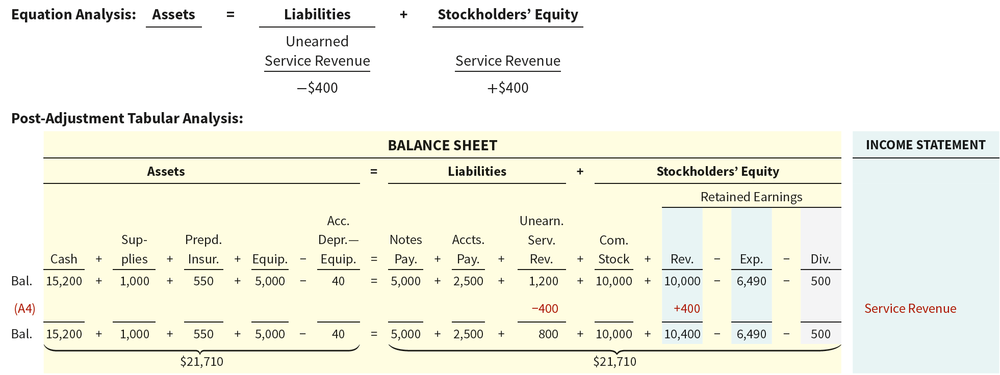 Equation Analysis: Assets = Liabilities + Stockholders’ Equity
Unearned
Service Revenue Service Revenue
−$400 +$400
Post-Adjustment Tabular Analysis:
BALANCE SHEET INCOME STATEMENT
Assets = Liabilities + Stockholders’ Equity
Retained Earnings
Acc. Unearn.
Sup- Prepd. Depr.— Notes Accts. Serv. Com.
Cash + plies + Insur. + Equip. − Equip. = Pay. + Pay. + Rev. + Stock + Rev. − Exp. − Div.
Bal. 15,200 + 1,000 + 550 + 5,000 − 40 = 5,000 + 2,500 + 1,200 + 10,000 + 10,000 − 6,490 − 500
(A4) −400 +400 Service Revenue
Bal. 15,200 + 1,000 + 550 + 5,000 − 40 = 5,000 + 2,500 + 800 + 10,000 + 10,400 − 6,490 − 500
$21,710 $21,710